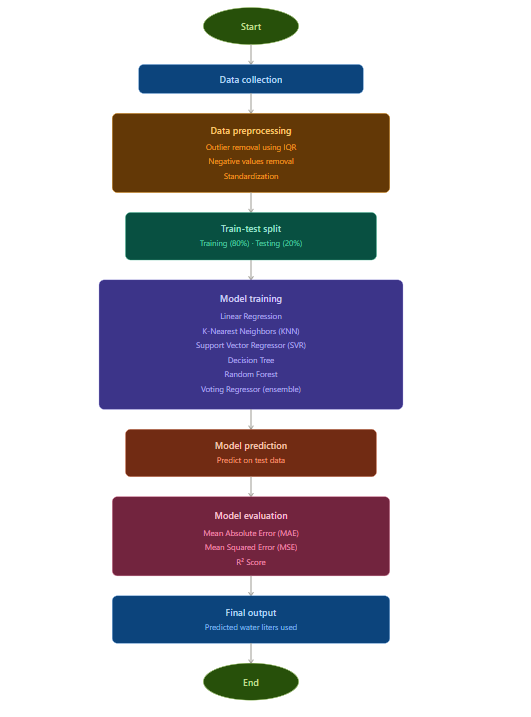 Start
Data collection
Data preprocessing
Outlier removal using IQR
Negative values removal
Standardization
Train-test split
Training (80%) · Testing (20%)
Model training
Linear Regression
K-Nearest Neighbors (KNN)
Support Vector Regressor (SVR)
Decision Tree
Random Forest
Voting Regressor (ensemble)
Model prediction
Predict on test data
Model evaluation
Mean Absolute Error (MAE)
Mean Squared Error (MSE)
R² Score
Final output
Predicted water liters used
End